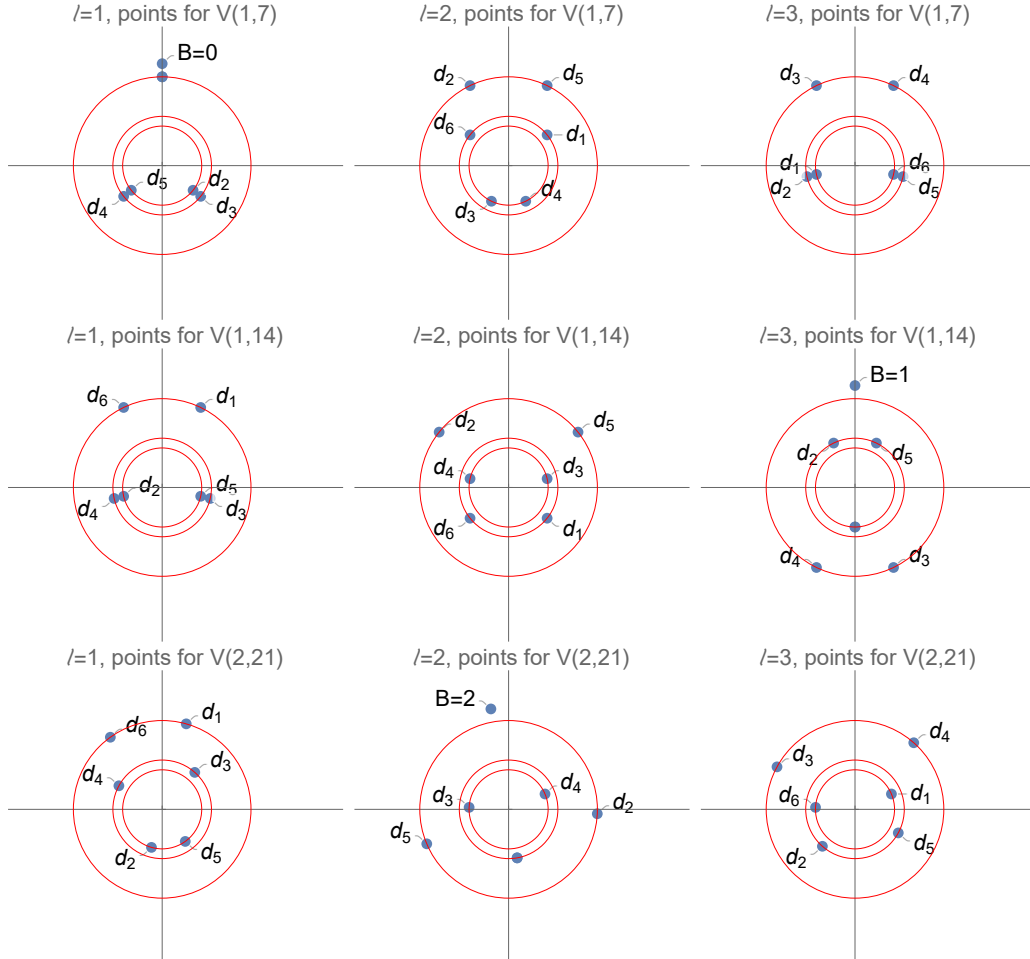 ℓ=1, points for V(1,7)
ℓ=2, points for V(1,7)
ℓ=3, points for V(1,7)
B=0
d5
d2
d4
d3
d2
d5
d6
d1
d3
d4
d3
d4
d1
d6
d2
d5
ℓ=1, points for V(1,14)
ℓ=2, points for V(1,14)
ℓ=3, points for V(1,14)
d6
d1
d2
d5
d4
d3
d2
d5
d4
d3
d6
d1
B=1
d2
d5
d4
d3
ℓ=1, points for V(2,21)
ℓ=2, points for V(2,21)
ℓ=3, points for V(2,21)
d6
d1
d4
d3
d2
d5
B=2
d3
d4
d2
d5
d4
d3
d6
d1
d2
d5